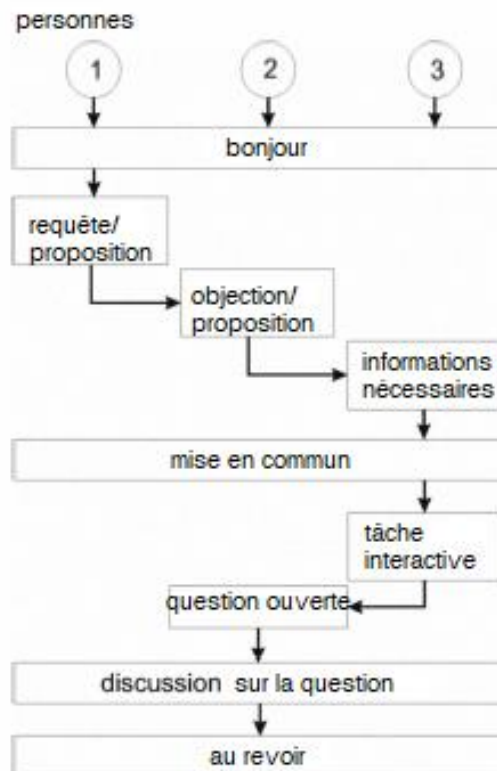 personnes
1 2 3
bonjour
requête/
proposition
objection/
proposition
informations
nécessaires
mise en commun
tâche
interactive
question ouverte
discussion sur la question
au revoir